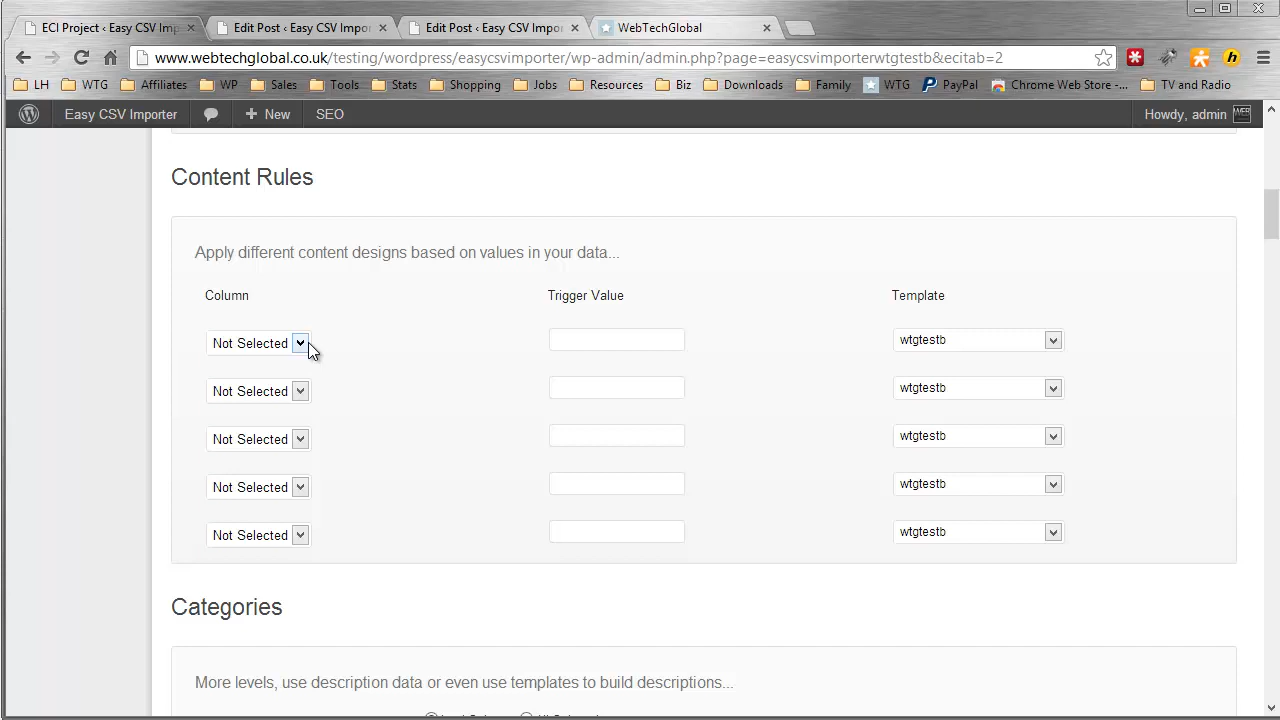 ECI Project ‹ Easy CSV Imp
Edit Post ‹ Easy CSV Impor
Edit Post ‹ Easy CSV Impor
WebTechGlobal
www.webtechglobal.co.uk/testing/wordpress/easycsvimporter/wp-admin/admin.php?page=easycsvimporterwtgtestb&ecitab=2
LH WTG Affiliates WP Sales Tools Stats Shopping Jobs Resources Biz Downloads Family WTG PayPal Chrome Web Store -... TV and Radio
Easy CSV Importer + New SEO Howdy, admin
Content Rules
Apply different content designs based on values in your data...
Column Trigger Value Template
Not Selected wtgtestb
Not Selected wtgtestb
Not Selected wtgtestb
Not Selected wtgtestb
Not Selected wtgtestb
Categories
More levels, use description data or even use templates to build descriptions...